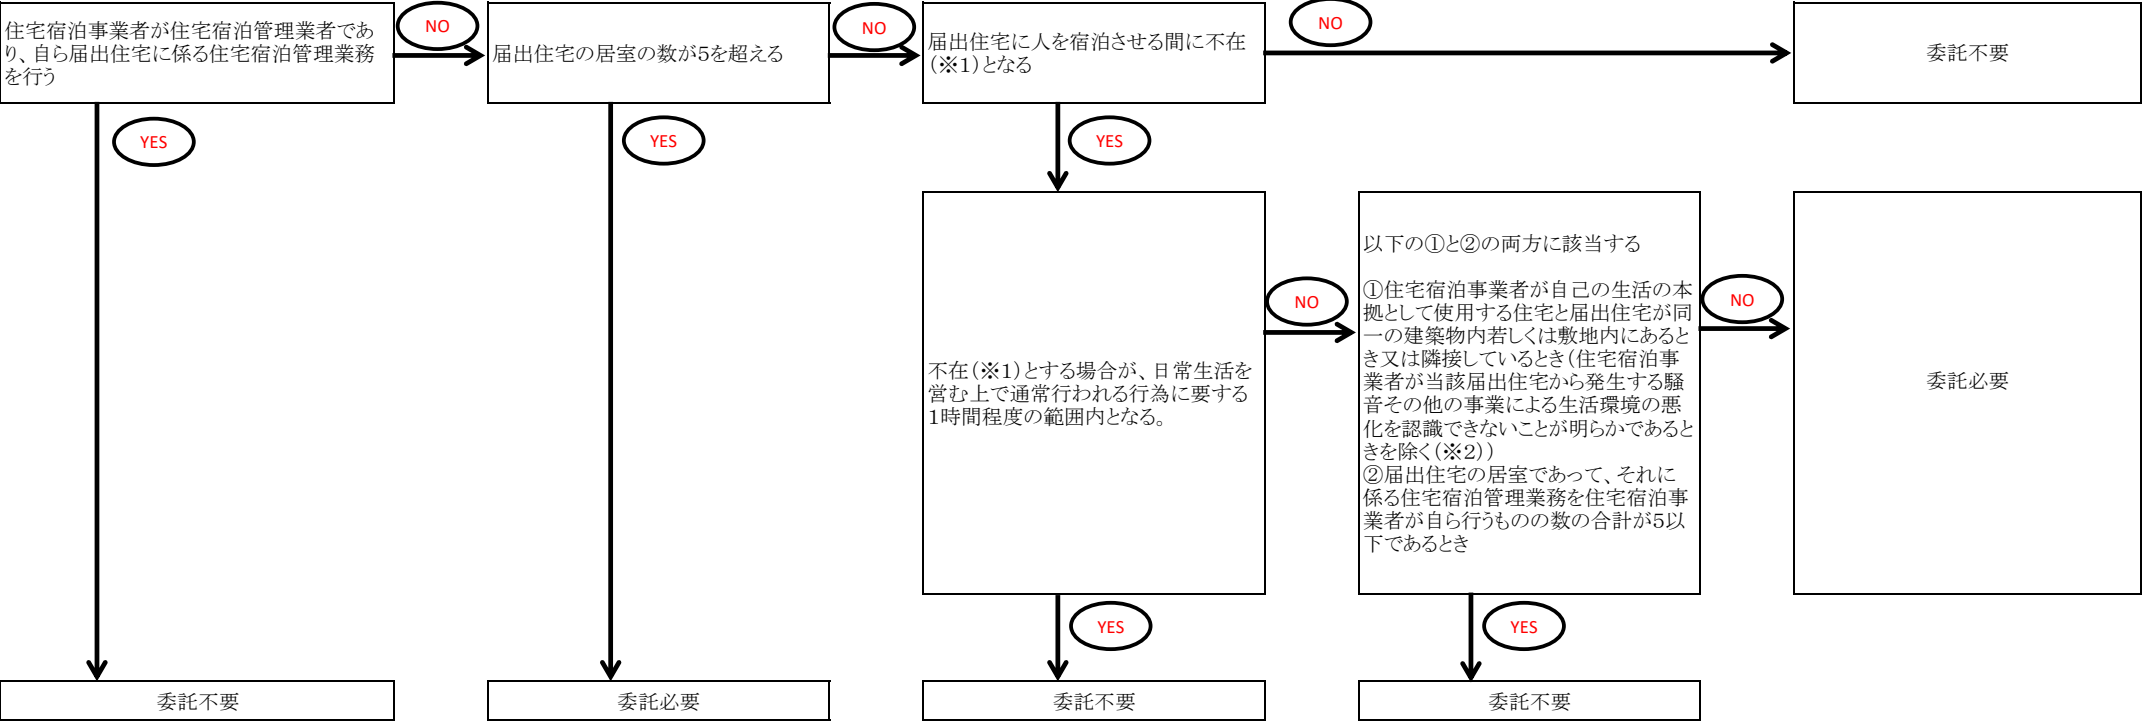 住宅宿泊事業者が住宅宿泊管理業者であ
り、自ら届出住宅に係る住宅宿泊管理業務
を行う
NO
届出住宅の居室の数が5を超える
NO
届出住宅に人を宿泊させる間に不在
(※1)となる
NO
委託不要
YES
YES
YES
不在(※1)とする場合が、日常生活を
営む上で通常行われる行為に要する
1時間程度の範囲内となる。
NO
以下の①と②の両方に該当する
①住宅宿泊事業者が自己の生活の本
拠として使用する住宅と届出住宅が同
一の建築物内若しくは敷地内にあると
き又は隣接しているとき(住宅宿泊事
業者が当該届出住宅から発生する騒
音その他の事業による生活環境の悪
化を認識できないことが明らかであると
きを除く(※2))
②届出住宅の居室であって、それに
係る住宅宿泊管理業務を住宅宿泊事
業者が自ら行うものの数の合計が5以
下であるとき
NO
委託必要
YES
YES
委託不要
委託必要
委託不要
委託不要